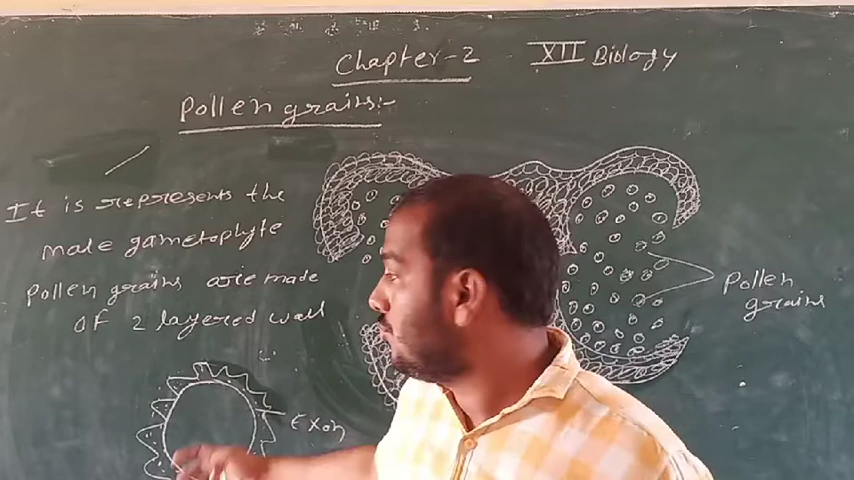 Chapter-2 XII Biology
Pollen grains:-
It is represents the
male gametophyte
Pollen grains are made
of 2 layered wall
Pollen
grains
Exon